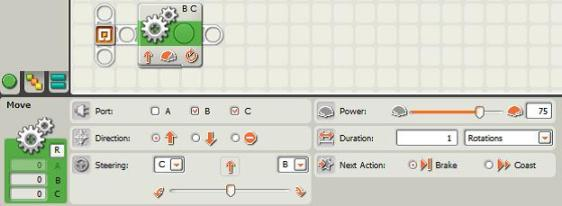 B C
Move
R
A
0 B
0 C
Port: A B C
Power: 75
Direction:
Duration: 1 Rotations
Steering: C B
Next Action: Brake Coast